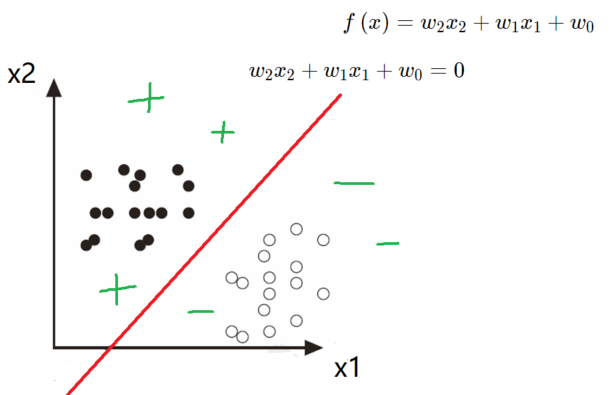 f (x) = w₂x₂ + w₁x₁ + w₀
w₂x₂ + w₁x₁ + w₀ = 0
x2
+
+
—
−
+
−
x1